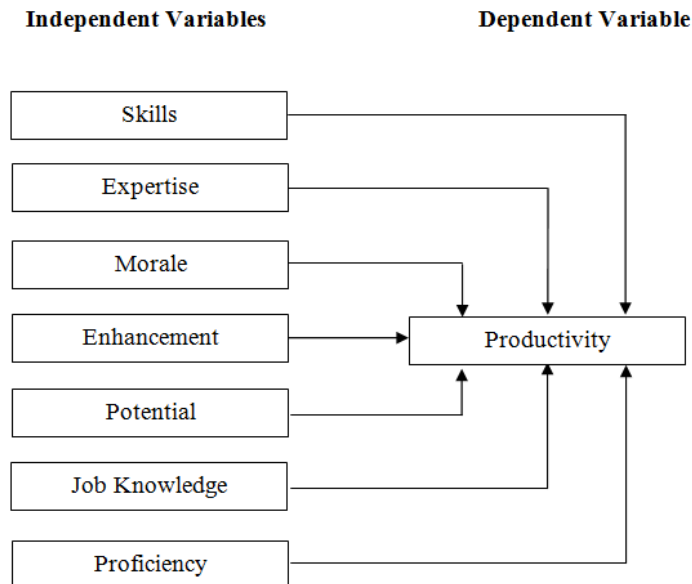 Independent Variables
Dependent Variable
Skills
Expertise
Morale
Enhancement
Productivity
Potential
Job Knowledge
Proficiency